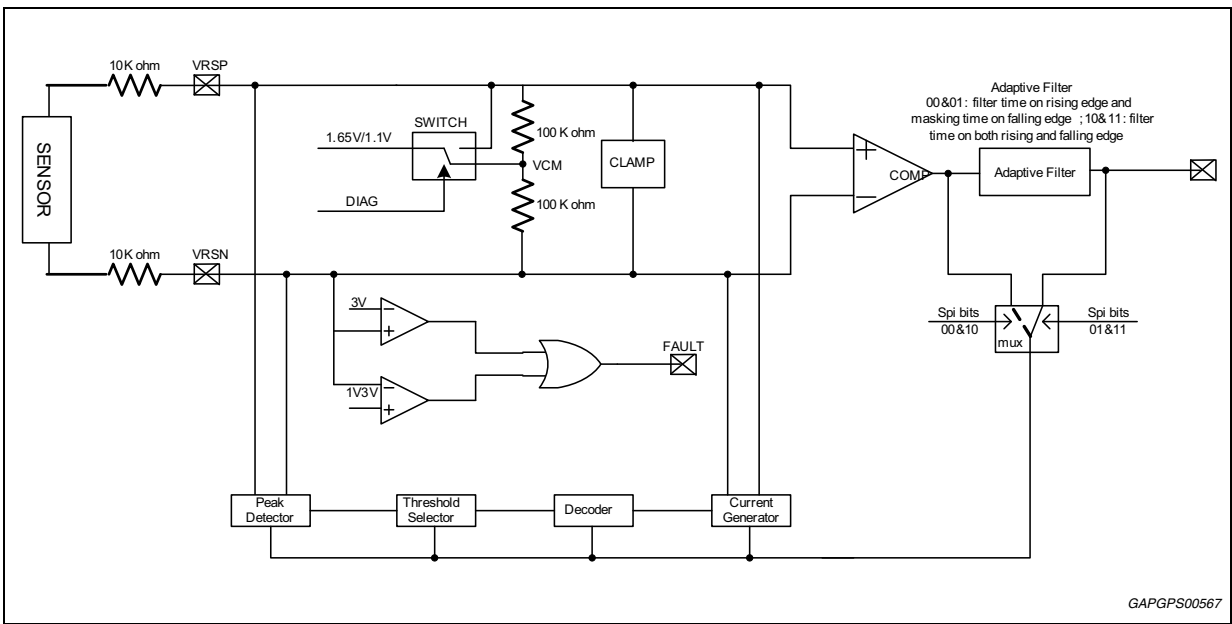 Adaptive Filter
00&01: filter time on rising edge and
masking time on falling edge ; 10&11: filter
time on both rising and falling edge
10K ohm
VRSP
SENSOR
SWITCH
1.65V/1.1V
DIAG
100 K ohm
VCM
100 K ohm
CLAMP
COMP
Adaptive Filter
10K ohm
VRSN
3V
1V3V
FAULT
Spi bits
00&10
mux
Spi bits
01&11
Peak
Detector
Threshold
Selector
Decoder
Current
Generator
GAPGPS00567